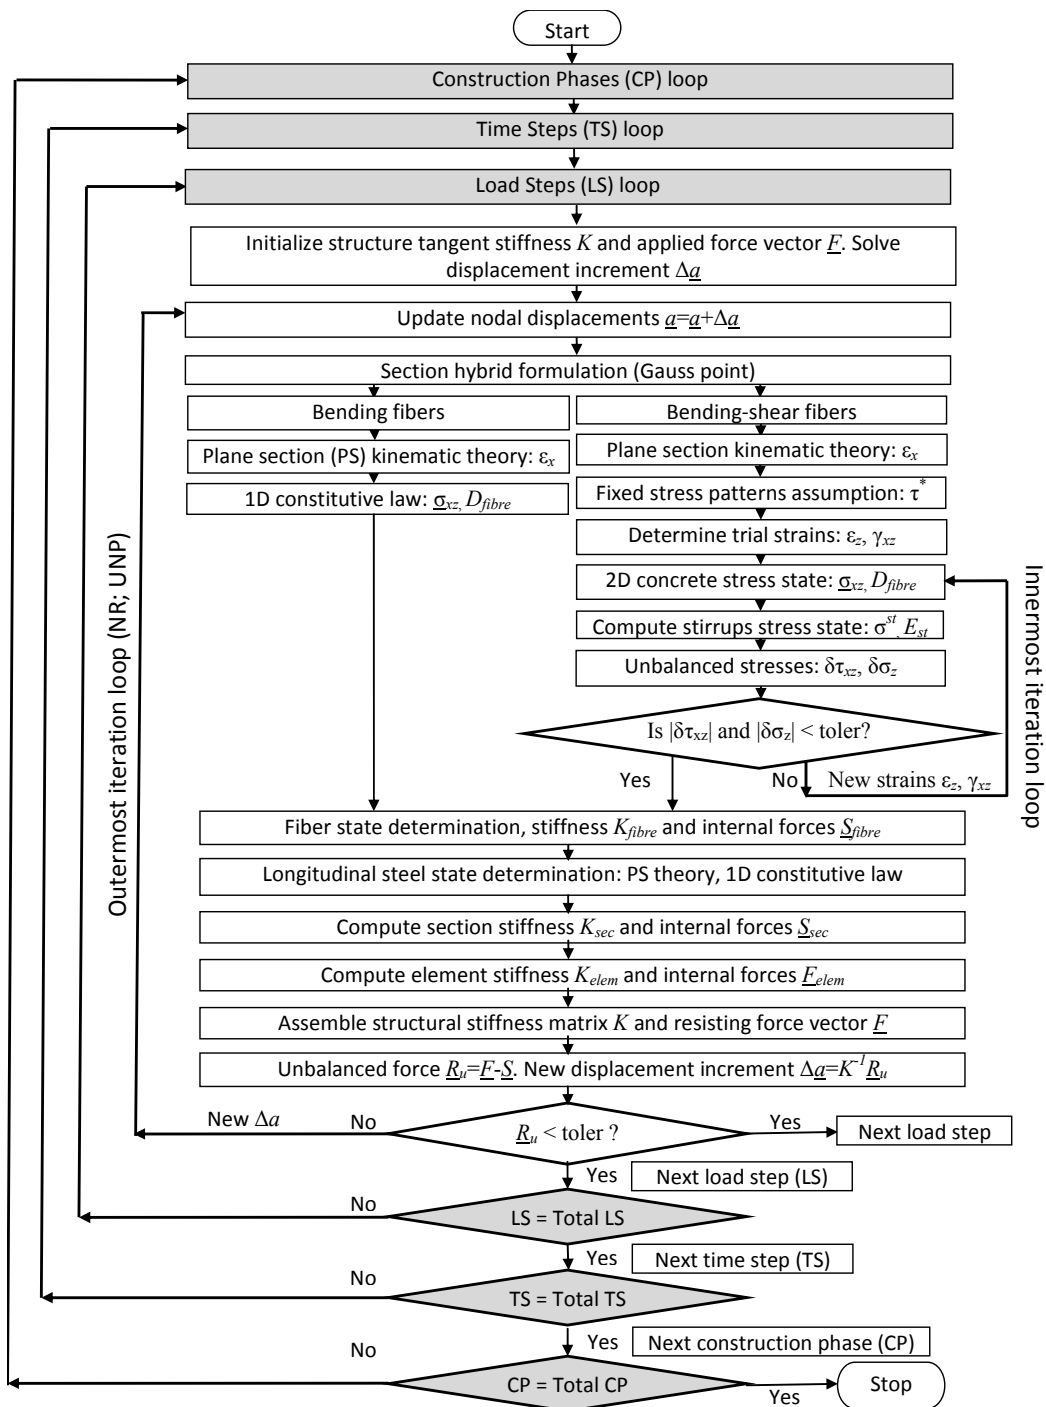 Start
Construction Phases (CP) loop
Time Steps (TS) loop
Load Steps (LS) loop
Initialize structure tangent stiffness K and applied force vector F. Solve
displacement increment Δa
Update nodal displacements a=a+Δa
Section hybrid formulation (Gauss point)
Bending fibers
Plane section (PS) kinematic theory: εx
1D constitutive law: σxz, Dfibre
Bending-shear fibers
Plane section kinematic theory: εx
Fixed stress patterns assumption: τ*
Determine trial strains: εz, γxz
2D concrete stress state: σxz, Dfibre
Compute stirrups stress state: σst, Est
Unbalanced stresses: δτxz, δσz
Is |δτxz| and |δσz| < toler?
Yes
No
New strains εz, γxz
Innermost iteration loop
Outermost iteration loop (NR; UNP)
Fiber state determination, stiffness Kfibre and internal forces Sfibre
Longitudinal steel state determination: PS theory, 1D constitutive law
Compute section stiffness Ksec and internal forces Ssec
Compute element stiffness Kelem and internal forces Felem
Assemble structural stiffness matrix K and resisting force vector F
Unbalanced force Ru=F-S. New displacement increment Δa=K-1Ru
New Δa
No
Ru < toler ?
Yes
Next load step
Yes
Next load step (LS)
No
LS = Total LS
Yes
Next time step (TS)
No
TS = Total TS
Yes
Next construction phase (CP)
No
CP = Total CP
Yes
Stop